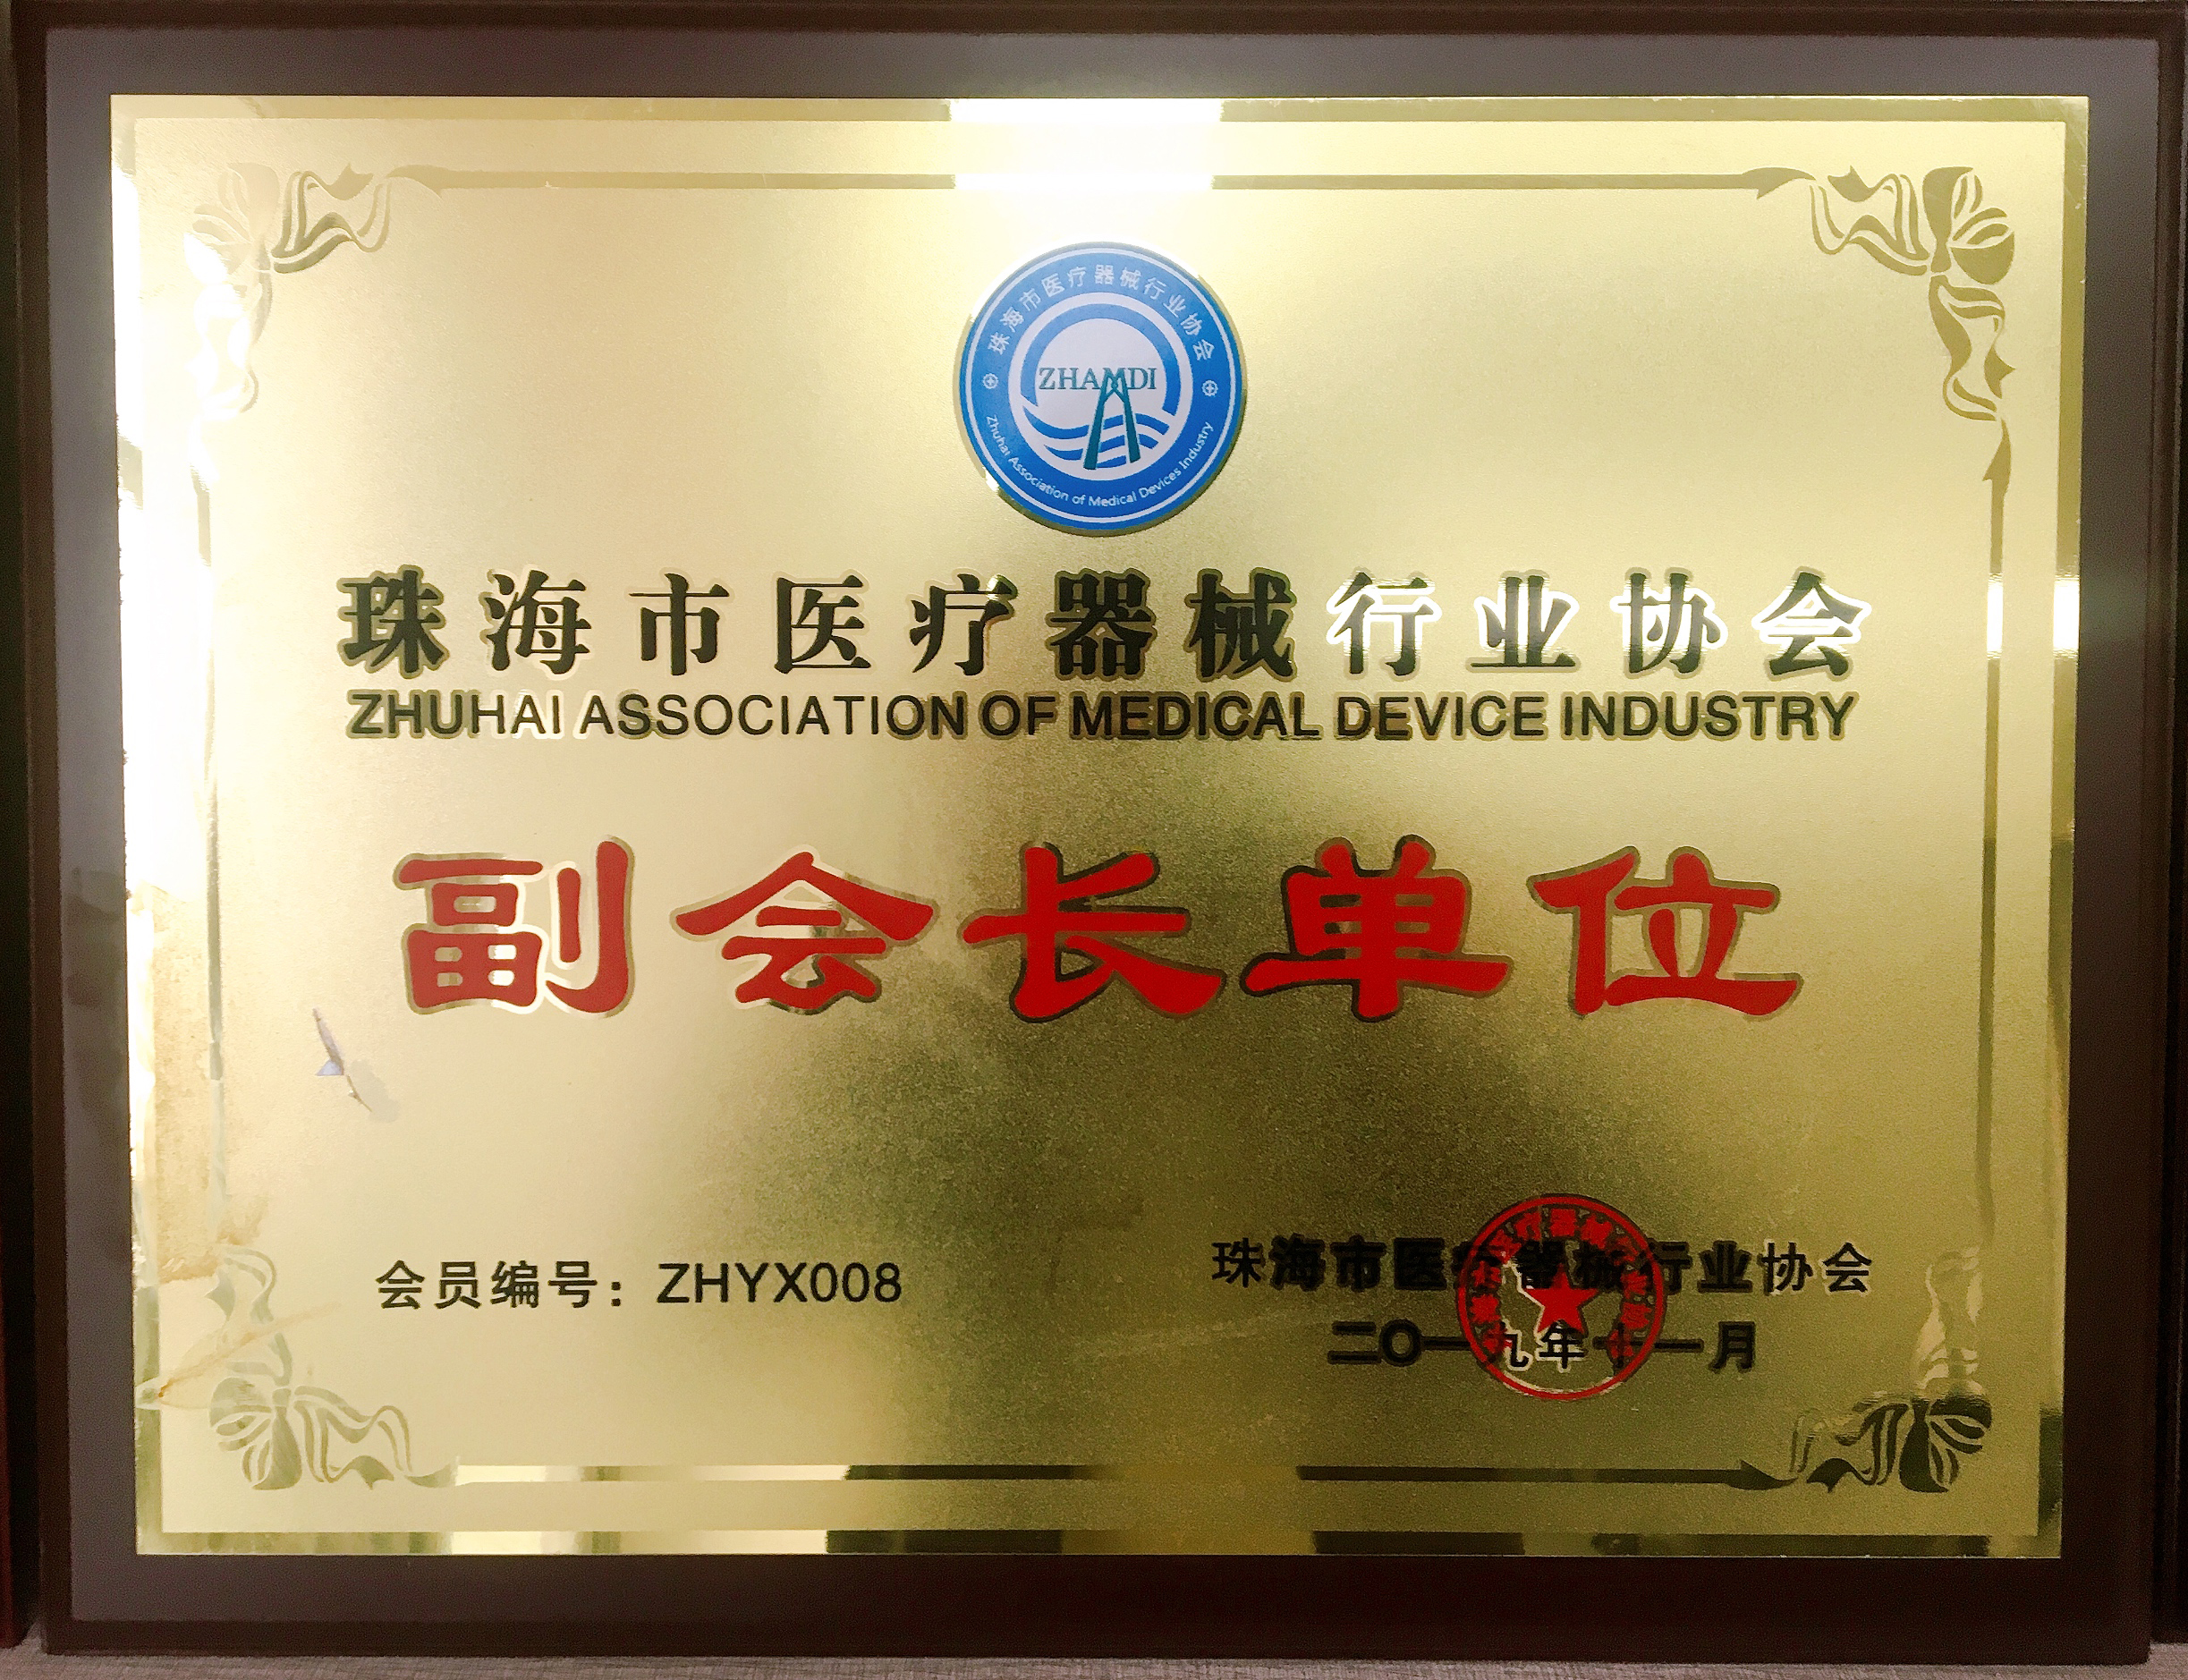 珠海市医疗器械行业协会
ZHAMDI
Zhuhai Association of Medical Devices Industry
珠海市医疗器械行业协会
ZHUHAI ASSOCIATION OF MEDICAL DEVICE INDUSTRY
副会长单位
会员编号：ZHYX008
珠海市医疗器械行业协会
二〇一九年十一月